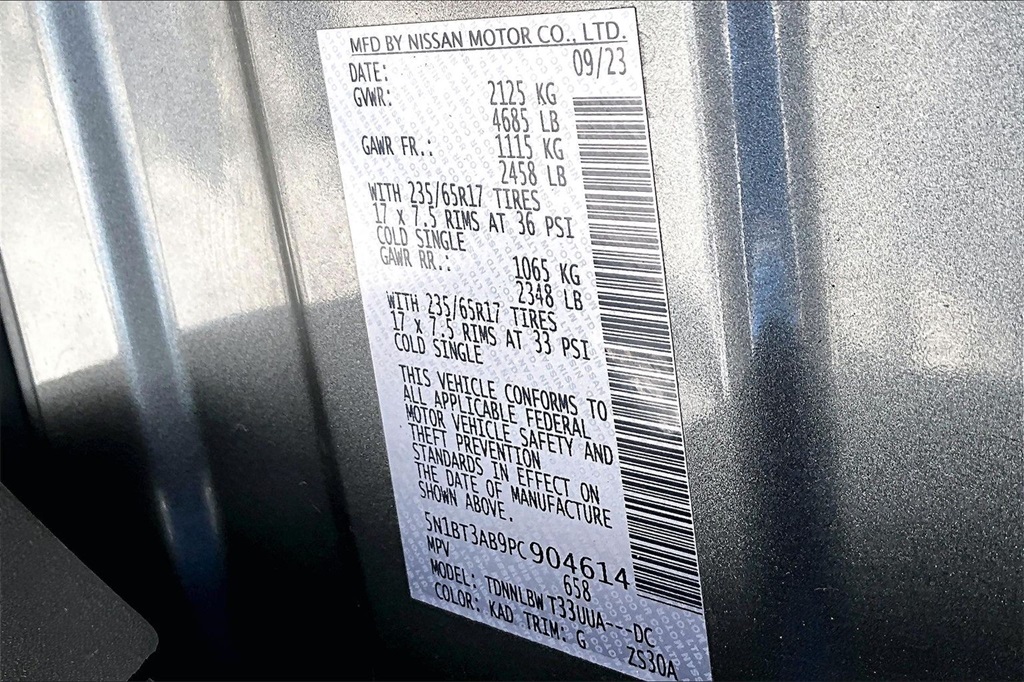 MFD BY NISSAN MOTOR CO., LTD.
DATE: 09/23
GVWR: 2125 KG
4685 LB
GAWR FR.: 1115 KG
2458 LB
WITH 235/65R17 TIRES
17 x 7.5 RIMS AT 36 PSI
COLD SINGLE
GAWR RR.: 1065 KG
2348 LB
WITH 235/65R17 TIRES
17 x 7.5 RIMS AT 33 PSI
COLD SINGLE
THIS VEHICLE CONFORMS TO
ALL APPLICABLE FEDERAL
MOTOR VEHICLE SAFETY AND
THEFT PREVENTION
STANDARDS IN EFFECT ON
THE DATE OF MANUFACTURE
SHOWN ABOVE.
5N1BT3AB9PC904614
MPV 658
MODEL: TDNNLBW T33UUA---DC
COLOR: KAD TRIM: G ZS30A